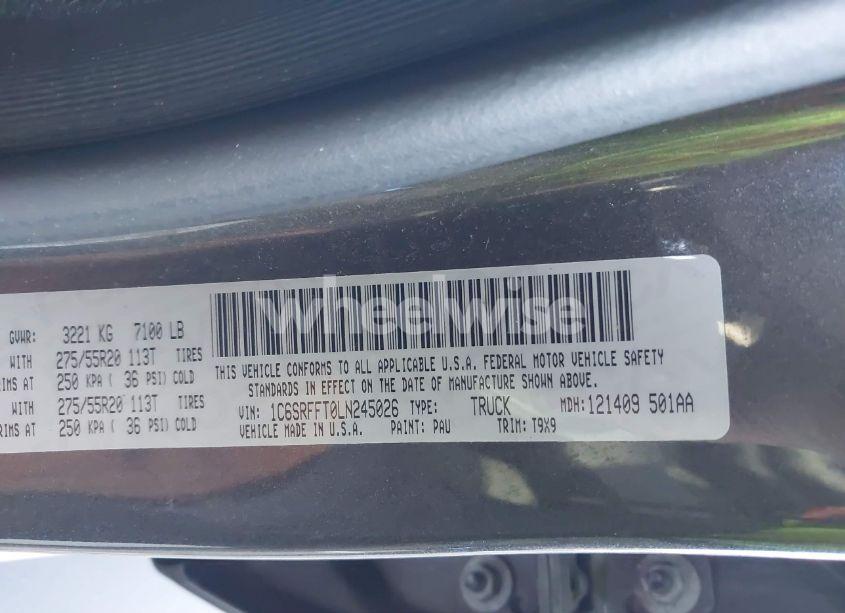 wheelwise
GVWR: 3221 KG 7100 LB
WITH 275/55R20 113T TIRES
RIMS AT 250 KPA ( 36 PSI) COLD
WITH 275/55R20 113T TIRES
RIMS AT 250 KPA ( 36 PSI) COLD
THIS VEHICLE CONFORMS TO ALL APPLICABLE U.S.A. FEDERAL MOTOR VEHICLE SAFETY
STANDARDS IN EFFECT ON THE DATE OF MANUFACTURE SHOWN ABOVE.
VIN: 1C6SRFFT0LN245026 TYPE: TRUCK MDH: 121409 501AA
VEHICLE MADE IN U.S.A. PAINT: PAU TRIM: T9X9